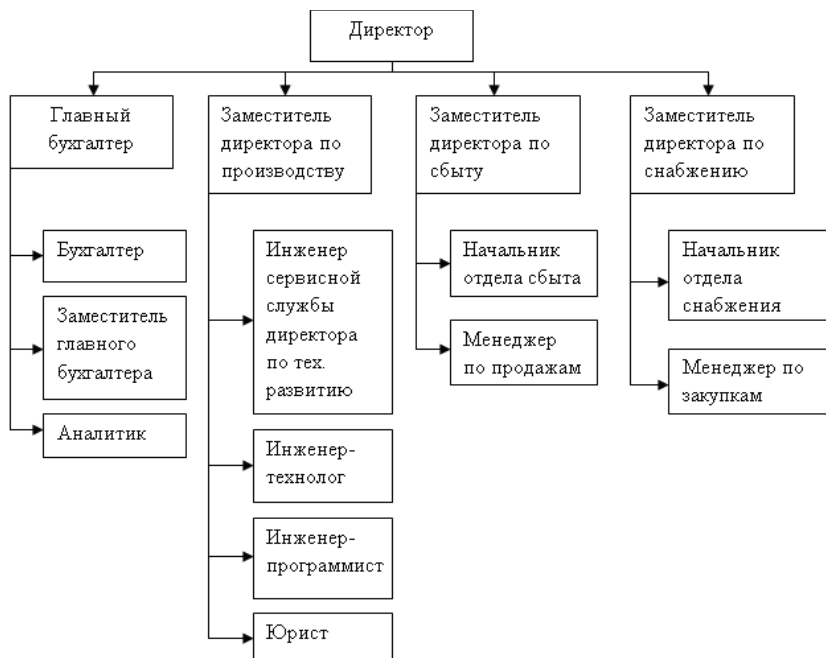 Директор
Главный
бухгалтер
Заместитель
директора по
производству
Заместитель
директора по
сбыту
Заместитель
директора по
снабжению
Бухгалтер
Заместитель
главного
бухгалтера
Аналитик
Инженер
сервисной
службы
директора
по тех.
развитию
Инженер-
технолог
Инженер-
программист
Юрист
Начальник
отдела сбыта
Менеджер
по продажам
Начальник
отдела
снабжения
Менеджер по
закупкам